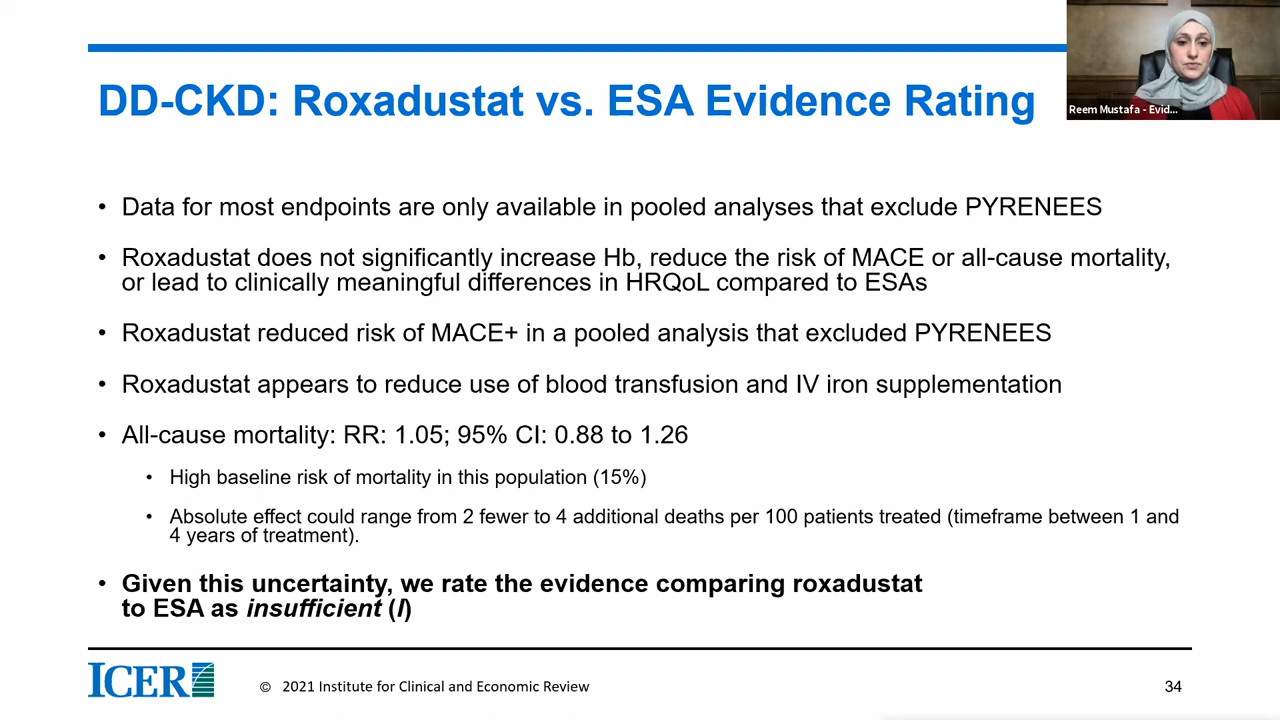 DD-CKD: Roxadustat vs. ESA Evidence Rating
Reem Mustafa - Evid...
• Data for most endpoints are only available in pooled analyses that exclude PYRENEES
• Roxadustat does not significantly increase Hb, reduce the risk of MACE or all-cause mortality,
or lead to clinically meaningful differences in HRQoL compared to ESAs
• Roxadustat reduced risk of MACE+ in a pooled analysis that excluded PYRENEES
• Roxadustat appears to reduce use of blood transfusion and IV iron supplementation
• All-cause mortality: RR: 1.05; 95% CI: 0.88 to 1.26
• High baseline risk of mortality in this population (15%)
• Absolute effect could range from 2 fewer to 4 additional deaths per 100 patients treated (timeframe between 1 and
4 years of treatment).
• Given this uncertainty, we rate the evidence comparing roxadustat
to ESA as insufficient (I)
ICER
© 2021 Institute for Clinical and Economic Review
34